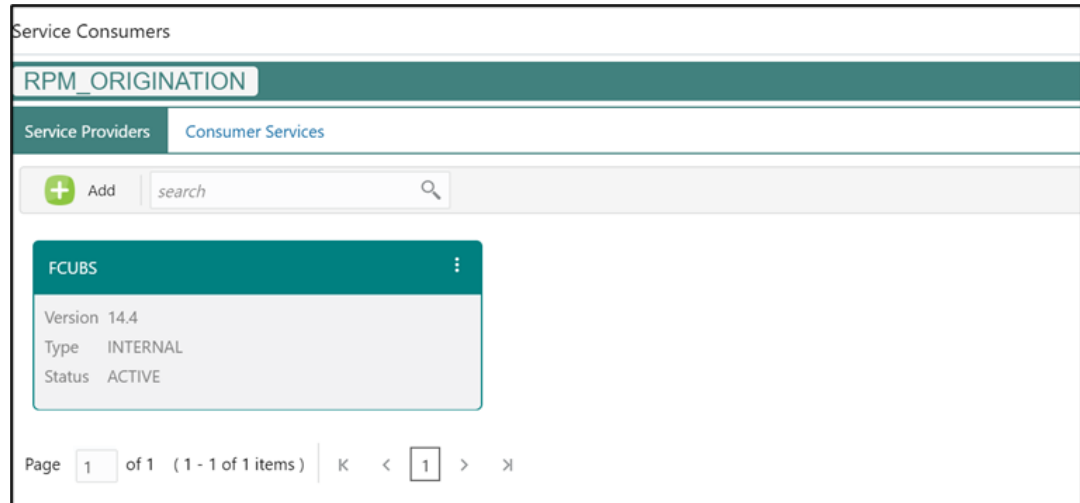 Service Consumers
RPM_ORIGINATION
Service Providers Consumer Services
Add search
FCUBS
Version 14.4
Type INTERNAL
Status ACTIVE
Page 1 of 1 ( 1 - 1 of 1 items ) 1